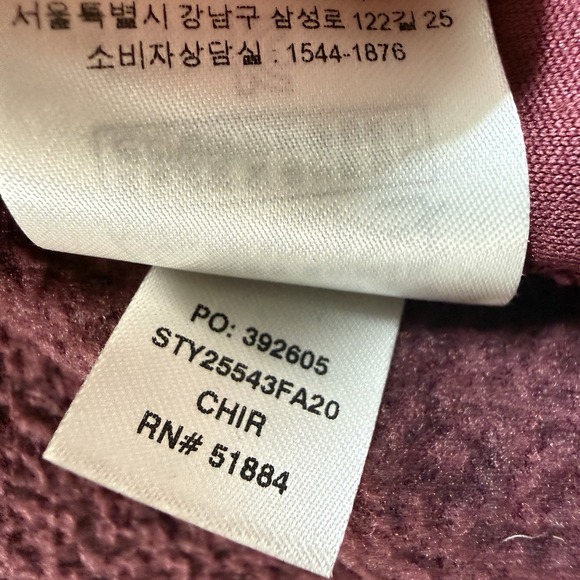 서울특별시 강남구 삼성로 122길 25
소비자상담실 : 1544-1876
PO: 392605
STY25543FA20
CHIR
RN# 51884